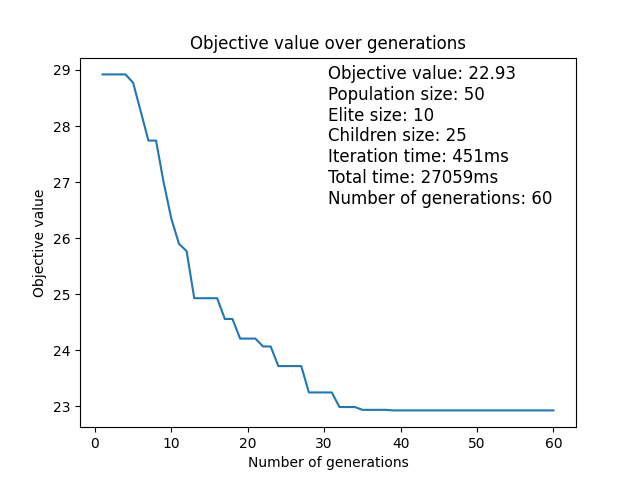 Objective value over generations
Objective value: 22.93
Population size: 50
Elite size: 10
Children size: 25
Iteration time: 451ms
Total time: 27059ms
Number of generations: 60
Objective value
29
28
27
26
25
24
23
0 10 20 30 40 50 60
Number of generations